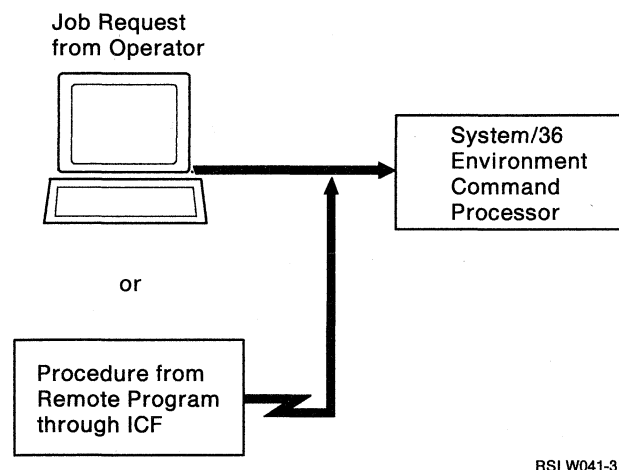 Job Request
from Operator
System/36
Environment
Command
Processor
or
Procedure from
Remote Program
through ICF
RSLW041-3